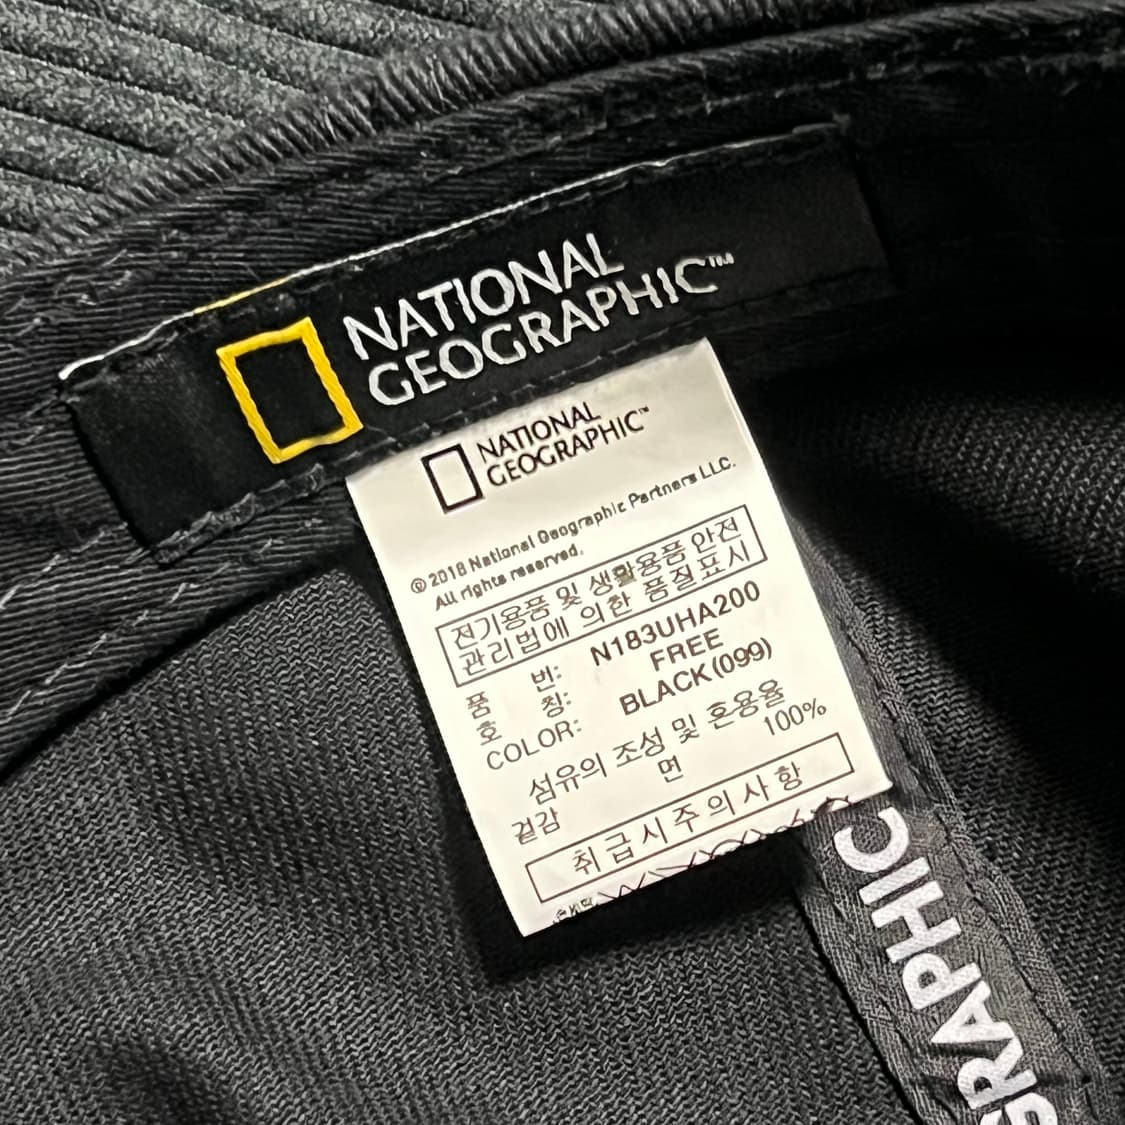 NATIONAL
GEOGRAPHIC™
NATIONAL
GEOGRAPHIC™
© 2018 National Geographic Partners LLC.
All rights reserved.
전기용품 및 생활용품 안전
관리법에 의한 품질표시
품 번: N183UHA200
호 칭: FREE
COLOR: BLACK(099)
섬유의 조성 및 혼용율
겉감 면 100%
취급시주의사항
GRAPHIC